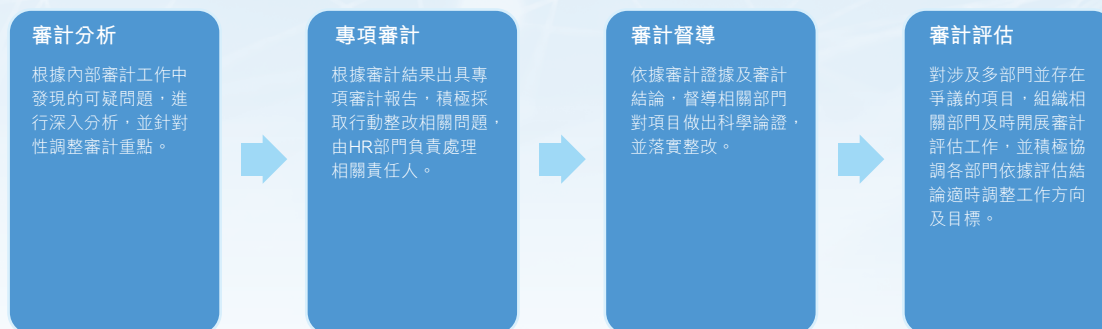 審計分析
根據內部審計工作中
發現的可疑問題，進
行深入分析，並針對
性調整審計重點。
專項審計
根據審計結果出具專
項審計報告，積極採
取行動整改相關問題，
由HR部門負責處理
相關責任人。
審計督導
依據審計證據及審計
結論，督導相關部門
對項目做出科學論證，
並落實整改。
審計評估
對涉及多部門並存在
爭議的項目，組織相
關部門及時開展審計
評估工作，並積極協
調各部門依據評估結
論適時調整工作方向
及目標。